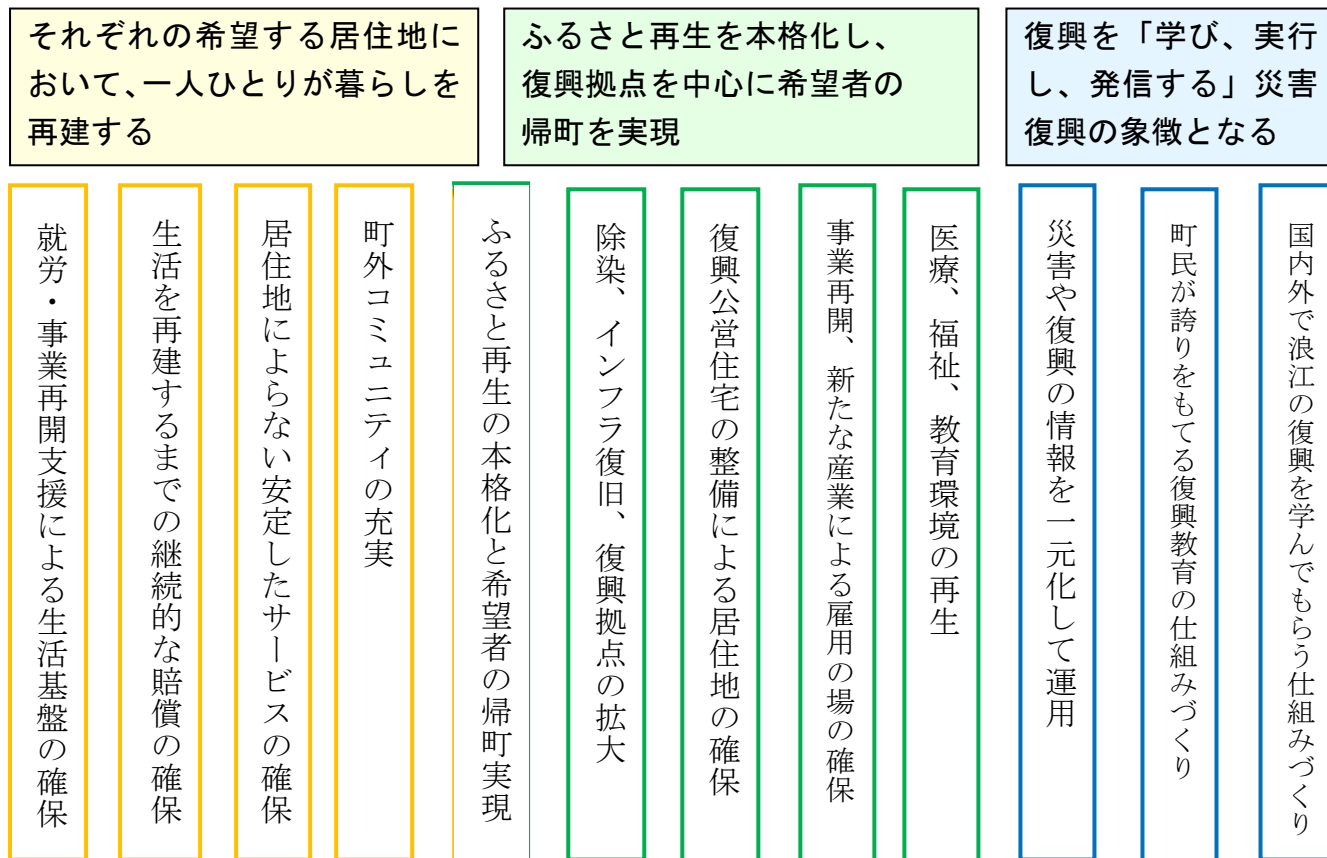 それぞれの希望する居住地に
おいて、一人ひとりが暮らしを
再建する
ふるさと再生を本格化し、
復興拠点を中心に希望者の
帰町を実現
復興を「学び、実行
し、発信する」災害
復興の象徴となる
就労・事業再開支援による生活基盤の確保
生活を再建するまでの継続的な賠償の確保
居住地によらない安定したサービスの確保
町外コミュニティの充実
ふるさと再生の本格化と希望者の帰町実現
除染、インフラ復旧、復興拠点の拡大
復興公営住宅の整備による居住地の確保
事業再開、新たな産業による雇用の場の確保
医療、福祉、教育環境の再生
災害や復興の情報を一元化して運用
町民が誇りをもてる復興教育の仕組みづくり
国内外で浪江の復興を学んでもらう仕組みづくり